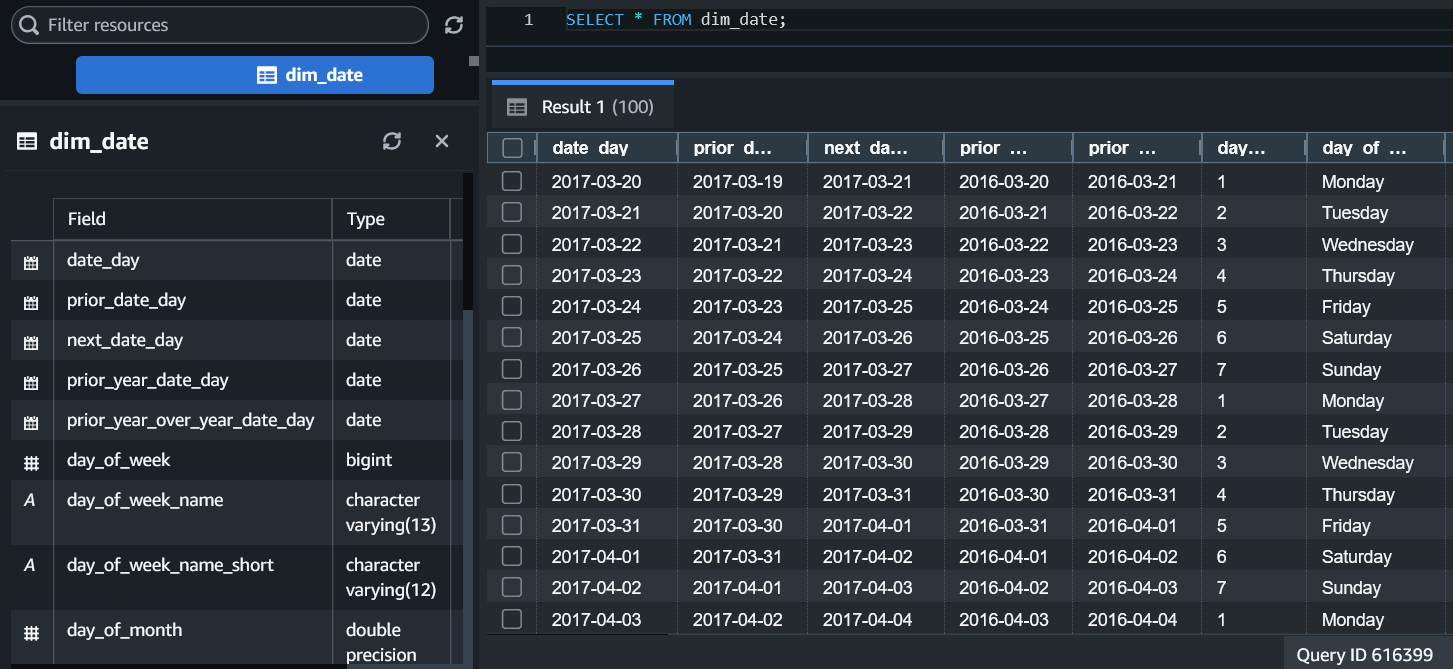 Filter resources
dim_date
dim_date
Field Type
date_day date
prior_date_day date
next_date_day date
prior_year_date_day date
prior_year_over_year_date_day date
day_of_week bigint
day_of_week_name character
varying(13)
day_of_week_name_short character
varying(12)
day_of_month double
precision
1 SELECT * FROM dim_date;
Result 1 (100)
date_day prior_d... next_da... prior_... prior_... day... day_of_...
2017-03-20 2017-03-19 2017-03-21 2016-03-20 2016-03-21 1 Monday
2017-03-21 2017-03-20 2017-03-22 2016-03-21 2016-03-22 2 Tuesday
2017-03-22 2017-03-21 2017-03-23 2016-03-22 2016-03-23 3 Wednesday
2017-03-23 2017-03-22 2017-03-24 2016-03-23 2016-03-24 4 Thursday
2017-03-24 2017-03-23 2017-03-25 2016-03-24 2016-03-25 5 Friday
2017-03-25 2017-03-24 2017-03-26 2016-03-25 2016-03-26 6 Saturday
2017-03-26 2017-03-25 2017-03-27 2016-03-26 2016-03-27 7 Sunday
2017-03-27 2017-03-26 2017-03-28 2016-03-27 2016-03-28 1 Monday
2017-03-28 2017-03-27 2017-03-29 2016-03-28 2016-03-29 2 Tuesday
2017-03-29 2017-03-28 2017-03-30 2016-03-29 2016-03-30 3 Wednesday
2017-03-30 2017-03-29 2017-03-31 2016-03-30 2016-03-31 4 Thursday
2017-03-31 2017-03-30 2017-04-01 2016-03-31 2016-04-01 5 Friday
2017-04-01 2017-03-31 2017-04-02 2016-04-01 2016-04-02 6 Saturday
2017-04-02 2017-04-01 2017-04-03 2016-04-02 2016-04-03 7 Sunday
2017-04-03 2017-04-02 2017-04-04 2016-04-03 2016-04-04 1 Monday
Query ID 616399